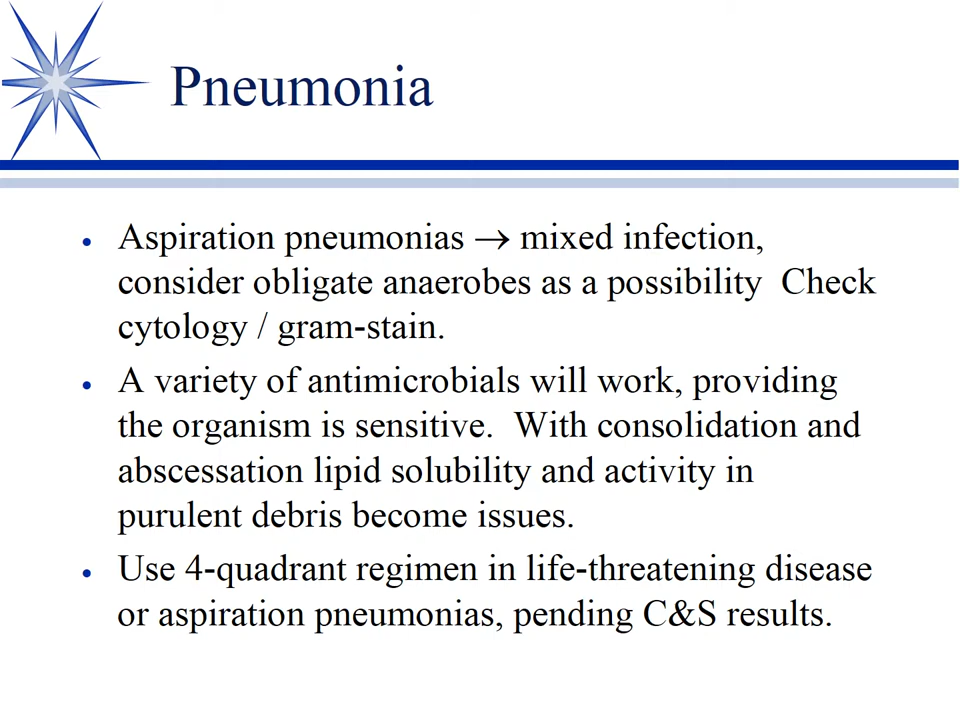 Pneumonia
• Aspiration pneumonias → mixed infection,
consider obligate anaerobes as a possibility  Check
cytology / gram-stain.
• A variety of antimicrobials will work, providing
the organism is sensitive.  With consolidation and
abscessation lipid solubility and activity in
purulent debris become issues.
• Use 4-quadrant regimen in life-threatening disease
or aspiration pneumonias, pending C&S results.